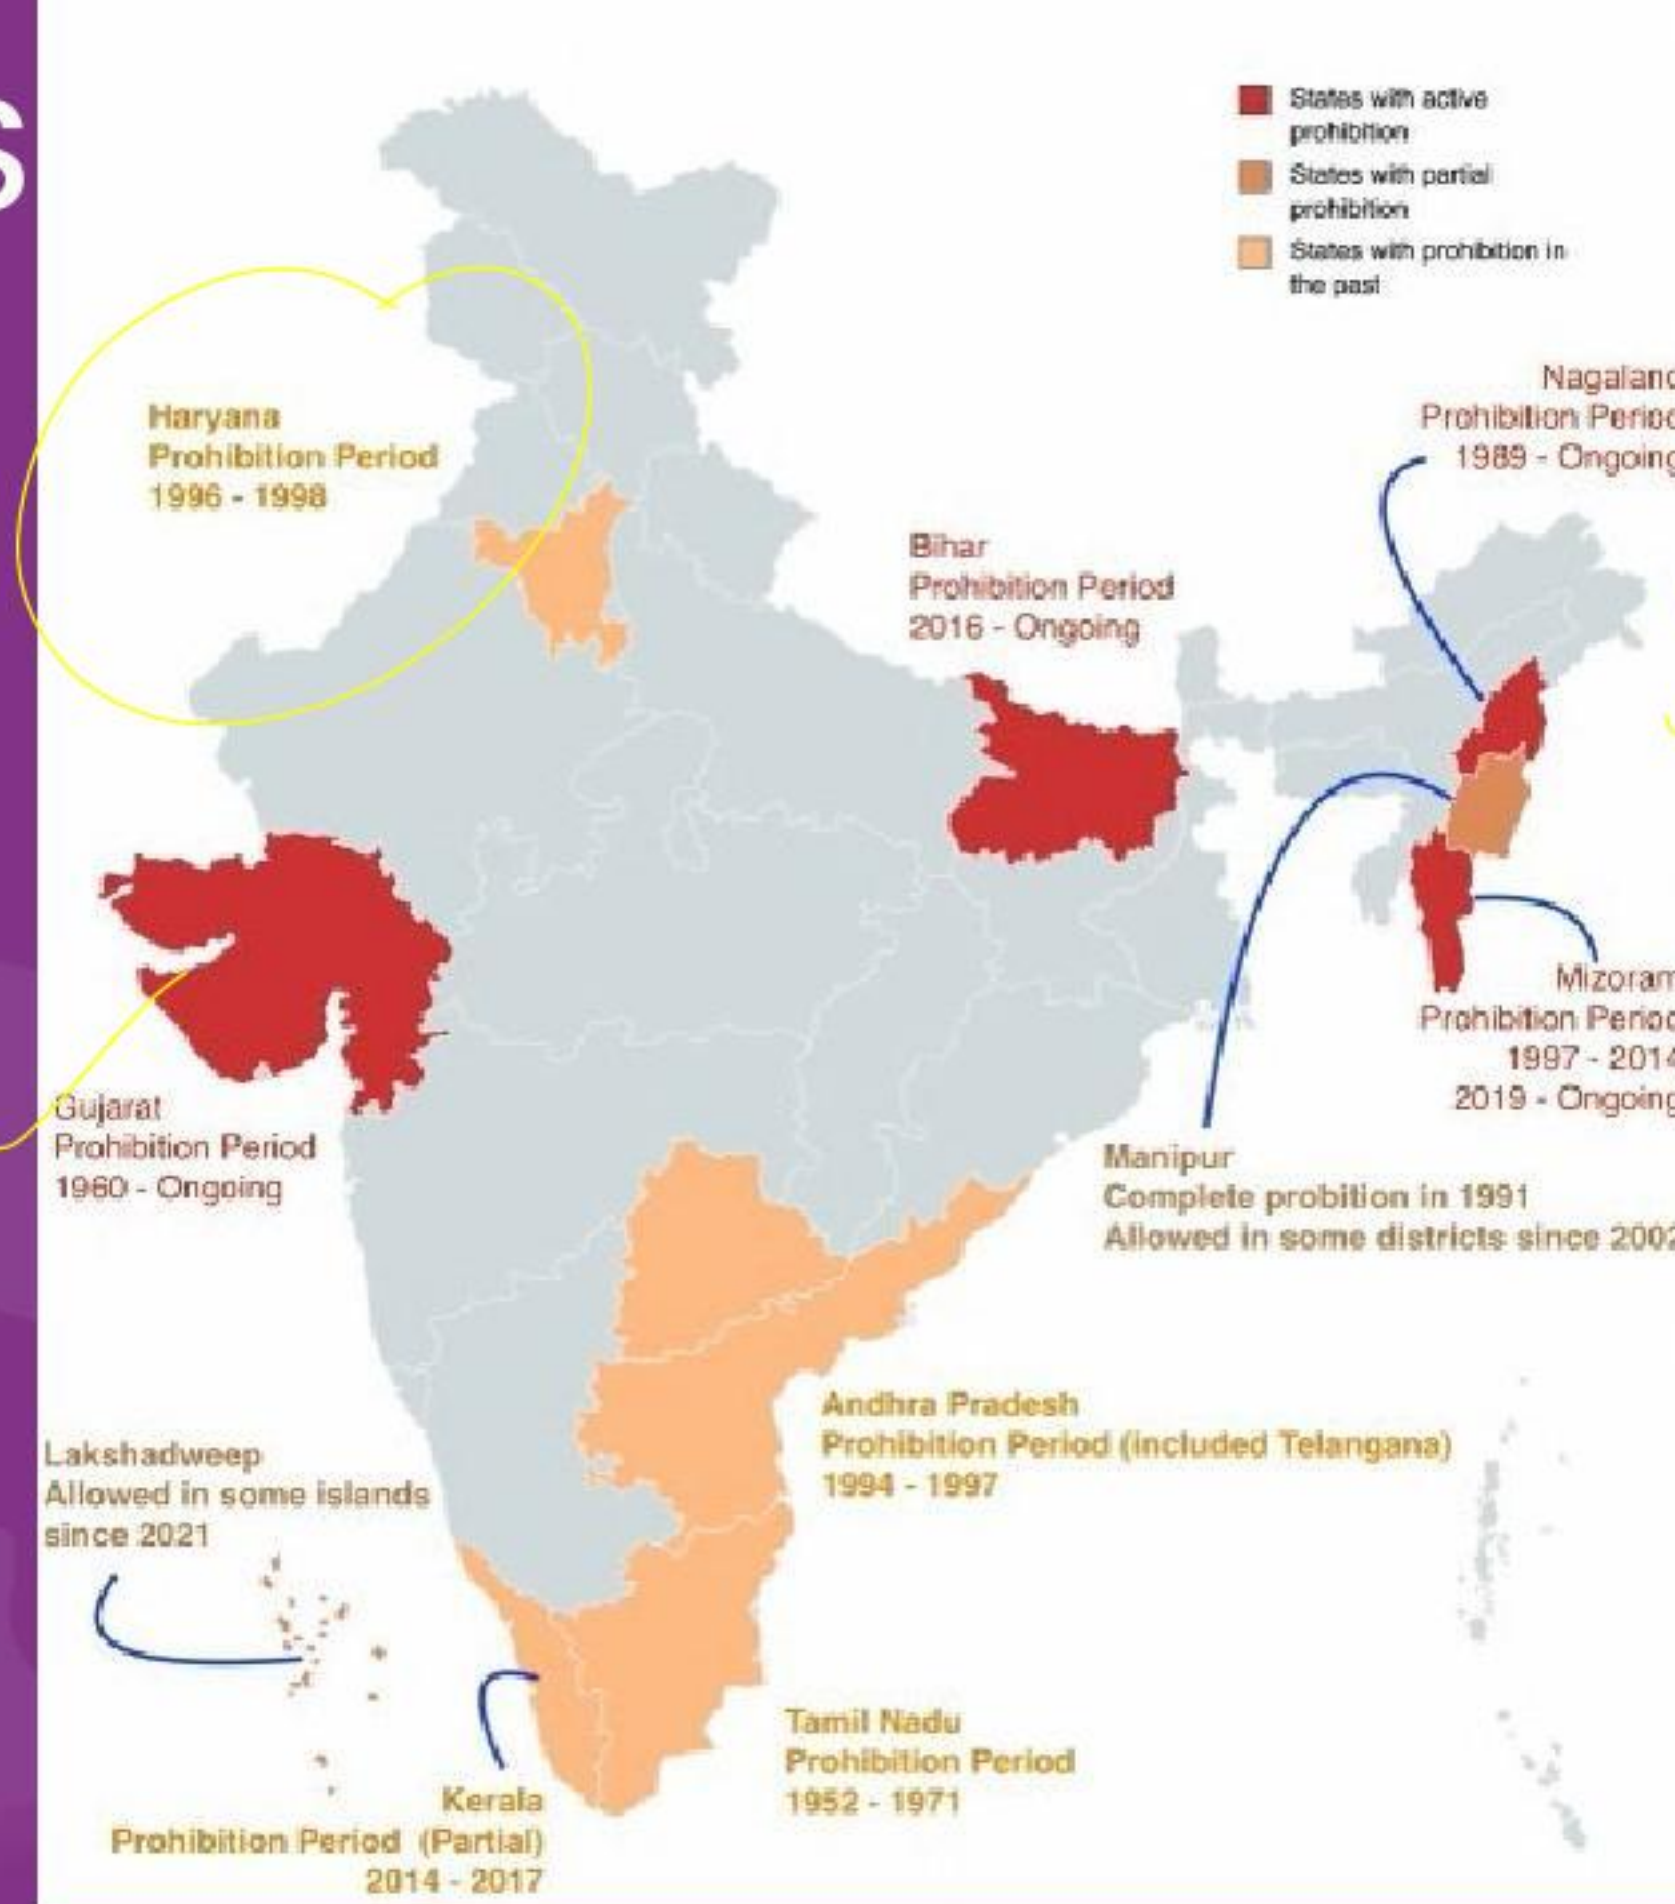 S
States with active
prohibition
States with partial
prohibition
States with prohibition in
the past
Haryana
Prohibition Period
1996 - 1998
Nagaland
Prohibition Period
1989 - Ongoing
Bihar
Prohibition Period
2016 - Ongoing
Gujarat
Prohibition Period
1960 - Ongoing
Mizoram
Prohibition Period
1997 - 2014
2019 - Ongoing
Manipur
Complete probition in 1991
Allowed in some districts since 2002
Andhra Pradesh
Prohibition Period (included Telangana)
1994 - 1997
Lakshadweep
Allowed in some islands
since 2021
Tamil Nadu
Prohibition Period
1952 - 1971
Kerala
Prohibition Period (Partial)
2014 - 2017